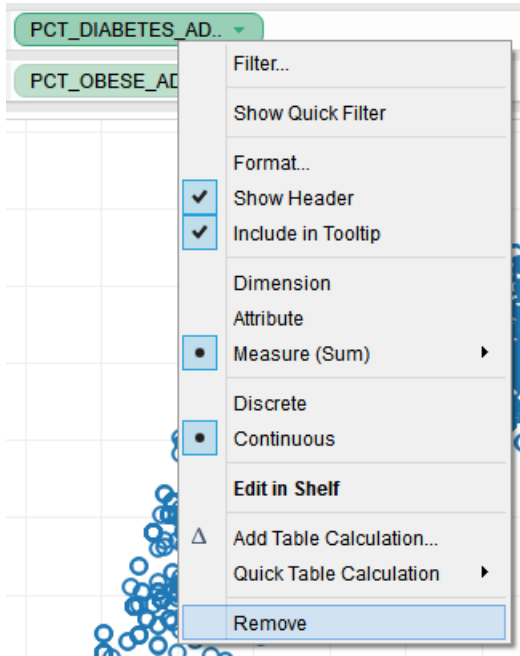 PCT_DIABETES_AD..
PCT_OBESE_AD
Filter...
Show Quick Filter
Format...
Show Header
Include in Tooltip
Dimension
Attribute
Measure (Sum)
Discrete
Continuous
Edit in Shelf
Δ Add Table Calculation...
Quick Table Calculation
Remove